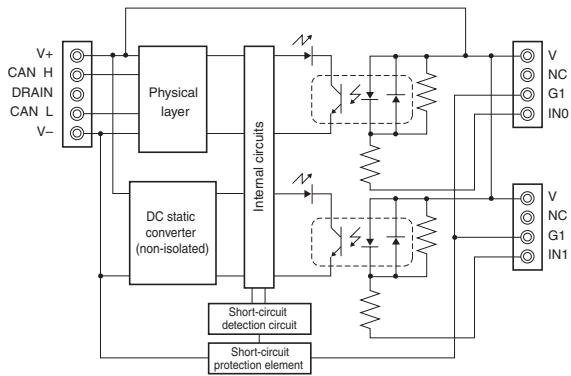 V+
CAN H
DRAIN
CAN L
V−
Physical
layer
DC static
converter
(non-isolated)
Internal circuits
Short-circuit
detection circuit
Short-circuit
protection element
V
NC
G1
IN0
V
NC
G1
IN1